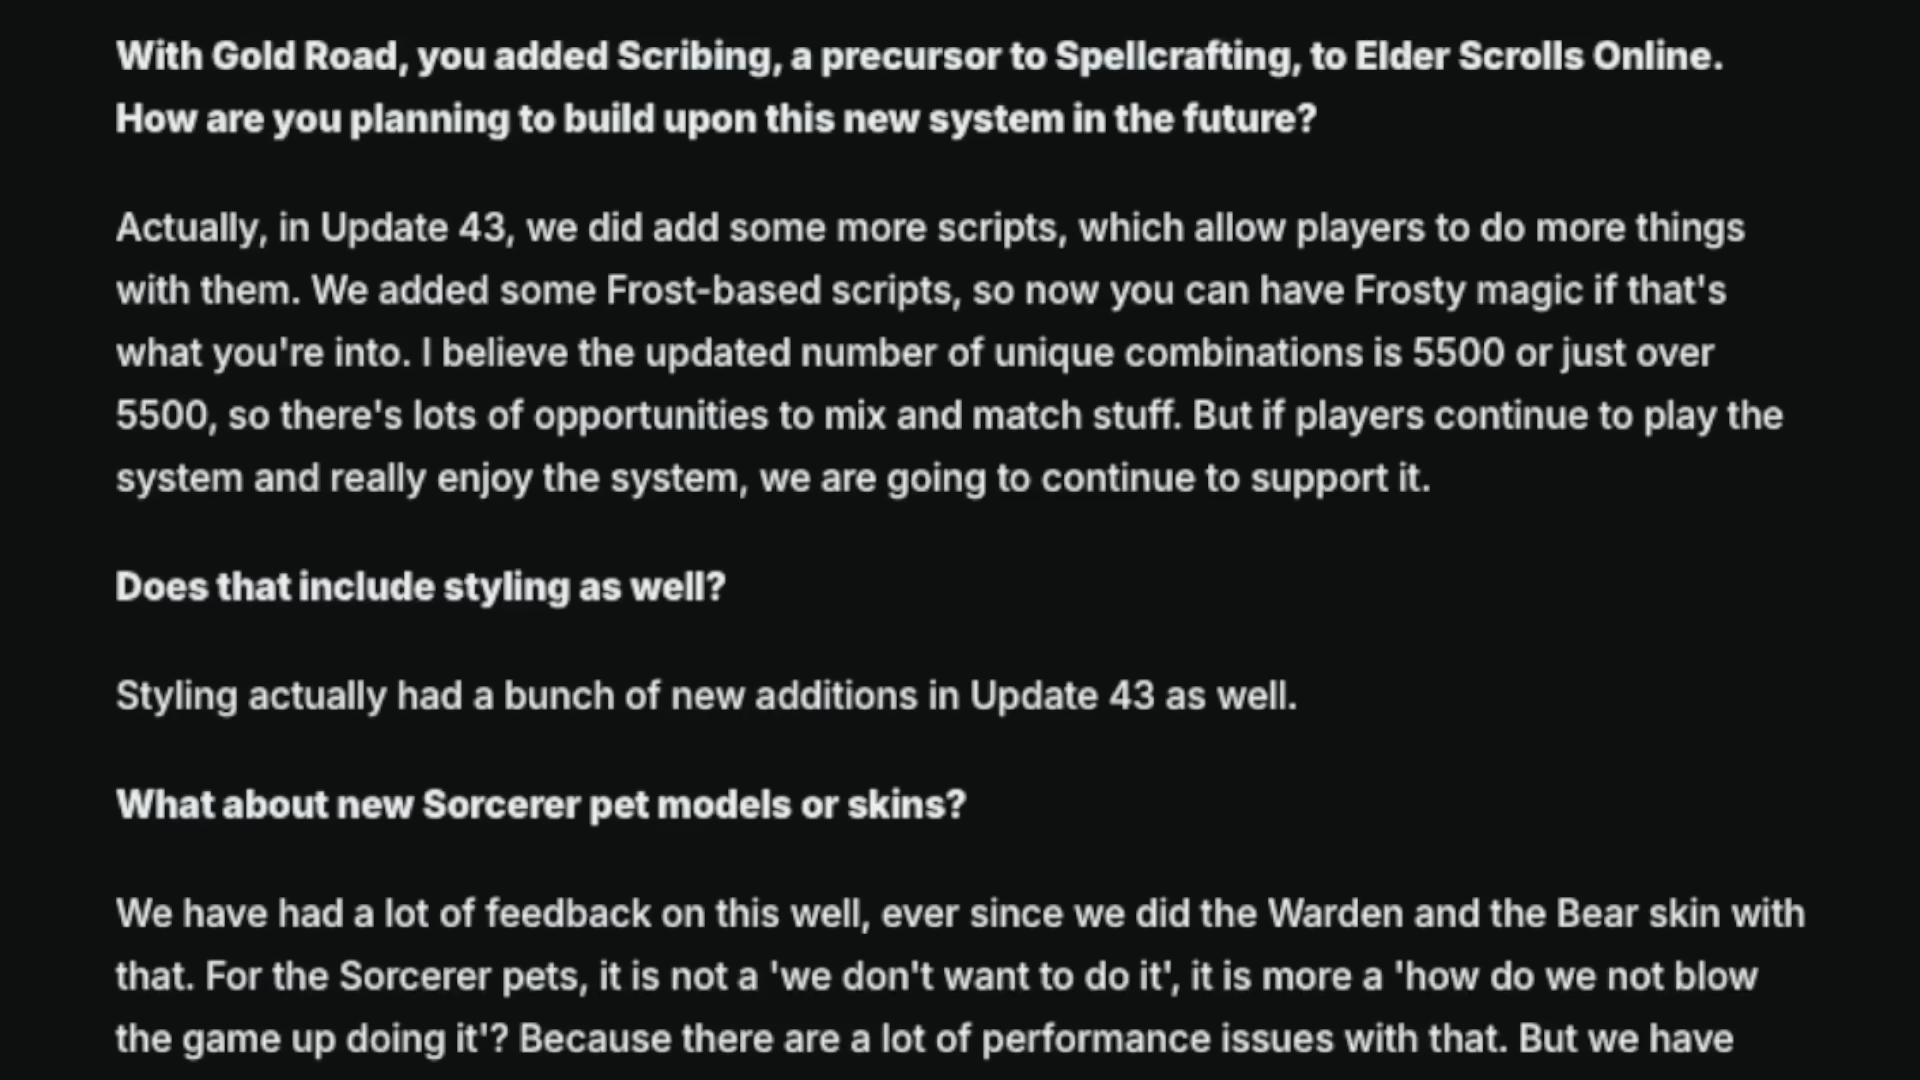 With Gold Road, you added Scribing, a precursor to Spellcrafting, to Elder Scrolls Online.
How are you planning to build upon this new system in the future?
Actually, in Update 43, we did add some more scripts, which allow players to do more things
with them. We added some Frost-based scripts, so now you can have Frosty magic if that's
what you're into. I believe the updated number of unique combinations is 5500 or just over
5500, so there's lots of opportunities to mix and match stuff. But if players continue to play the
system and really enjoy the system, we are going to continue to support it.
Does that include styling as well?
Styling actually had a bunch of new additions in Update 43 as well.
What about new Sorcerer pet models or skins?
We have had a lot of feedback on this well, ever since we did the Warden and the Bear skin with
that. For the Sorcerer pets, it is not a 'we don't want to do it', it is more a 'how do we not blow
the game up doing it'? Because there are a lot of performance issues with that. But we have